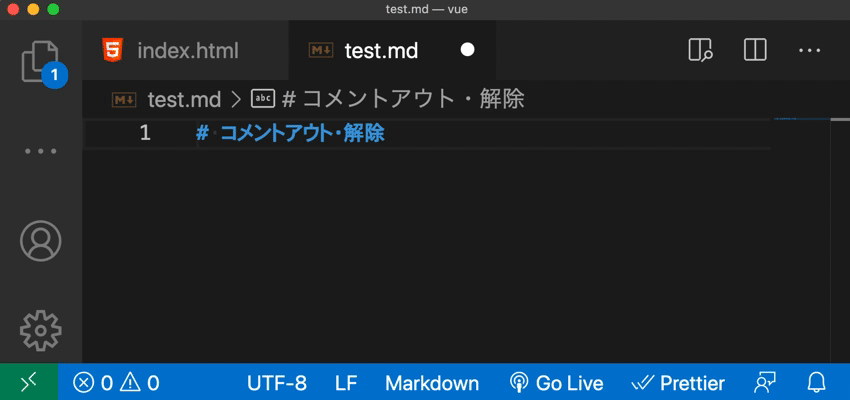 test.md — vue
index.html
test.md
1
test.md > # コメントアウト・解除
1 # コメントアウト・解除
0 0 UTF-8 LF Markdown Go Live Prettier